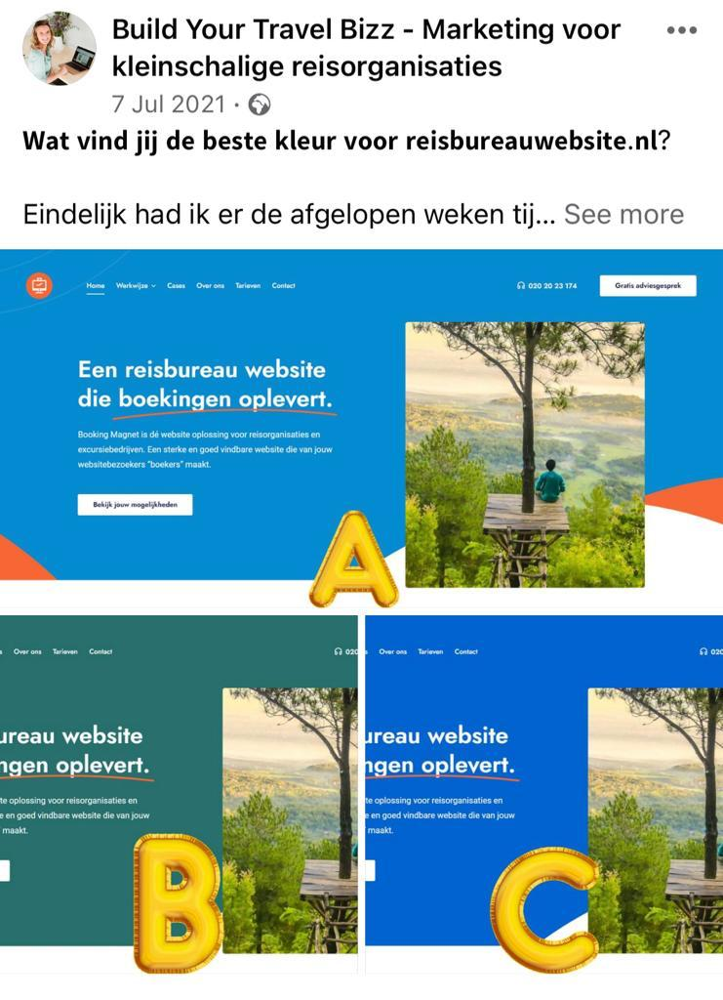 Build Your Travel Bizz - Marketing voor
kleinschalige reisorganisaties
7 Jul 2021 ·
Wat vind jij de beste kleur voor reisbureauwebsite.nl?
Eindelijk had ik er de afgelopen weken tij... See more
Home Werkwijze Cases Over ons Tarieven Contact 020 20 23 174 Gratis adviesgesprek
Een reisbureau website
die boekingen oplevert.
Booking Magnet is dé website oplossing voor reisorganisaties en
excursiebedrijven. Een sterke en goed vindbare website die van jouw
websitebezoekers "boekers" maakt.
Bekijk jouw mogelijkheden
A
s Over ons Tarieven Contact 020
ureau website
ngen oplevert.
te oplossing voor reisorganisaties en
e en goed vindbare website die van jouw
" maakt.
B
s Over ons Tarieven Contact 020
ureau website
ngen oplevert.
te oplossing voor reisorganisaties en
e en goed vindbare website die van jouw
" maakt.
C